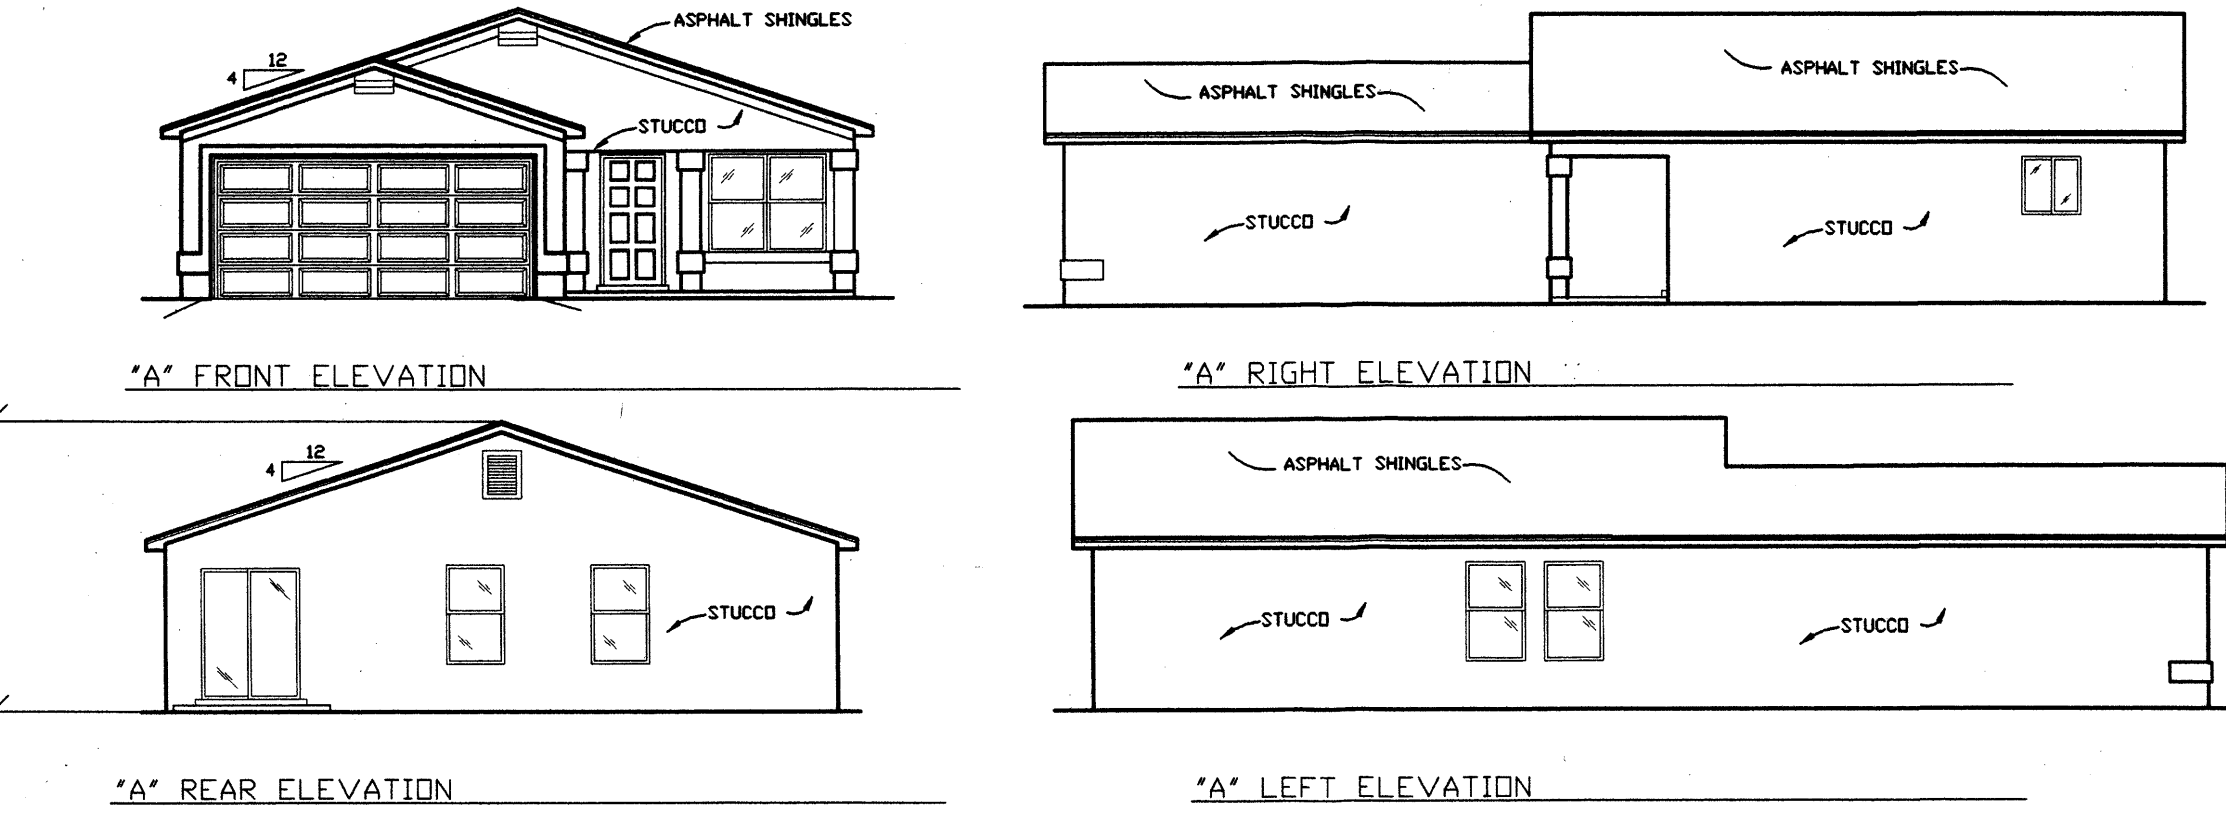 ASPHALT SHINGLES
12
4
STUCCO
"A" FRONT ELEVATION
ASPHALT SHINGLES
ASPHALT SHINGLES
STUCCO
STUCCO
"A" RIGHT ELEVATION
12
4
STUCCO
"A" REAR ELEVATION
ASPHALT SHINGLES
STUCCO
STUCCO
"A" LEFT ELEVATION